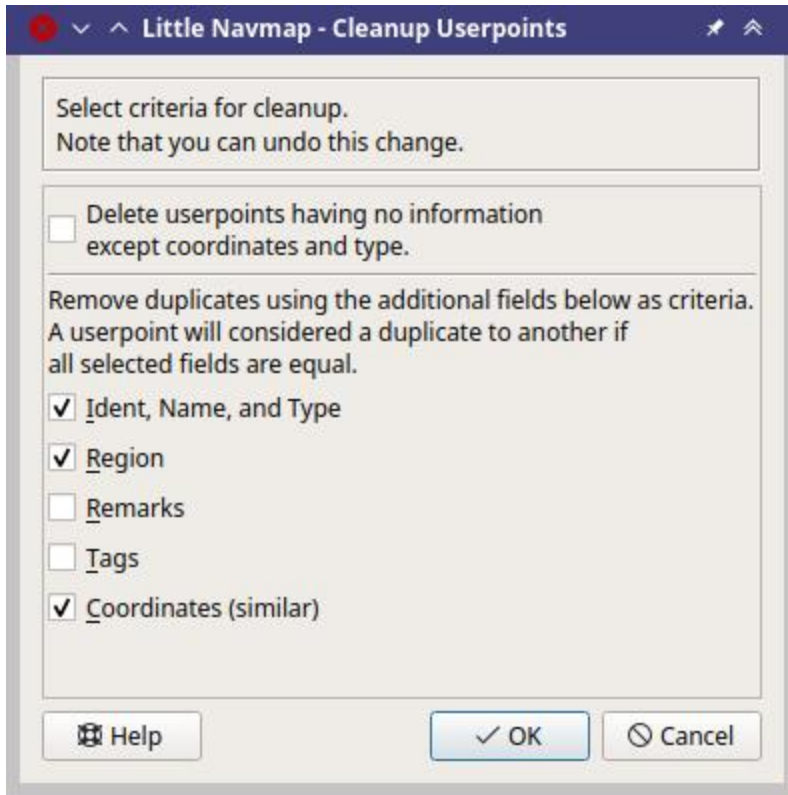 Little Navmap - Cleanup Userpoints
Select criteria for cleanup.
Note that you can undo this change.
Delete userpoints having no information
except coordinates and type.
Remove duplicates using the additional fields below as criteria.
A userpoint will considered a duplicate to another if
all selected fields are equal.
Ident, Name, and Type
Region
Remarks
Tags
Coordinates (similar)
Help
OK
Cancel